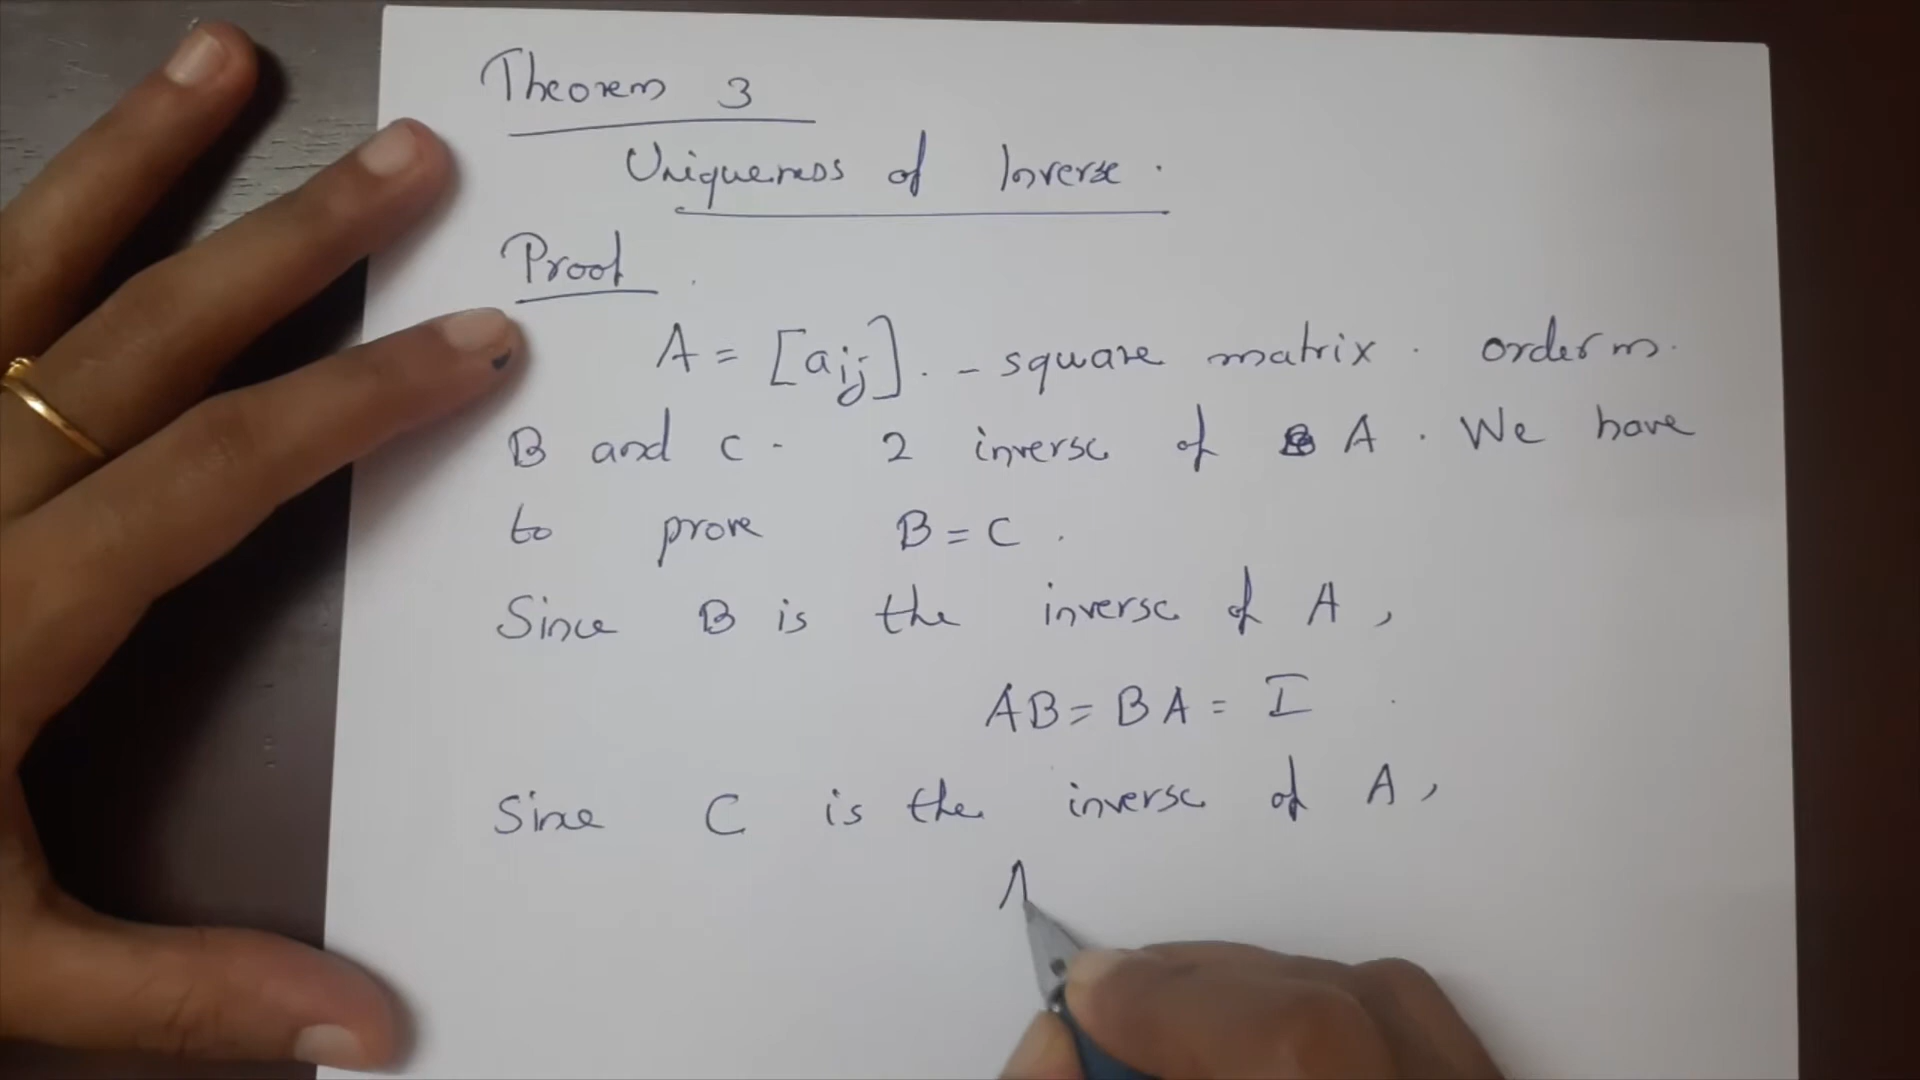 Theorem 3
Uniqueness of Inverse.
Proof
A = [aij]. - square matrix. order m.
B and C - 2 inverse of A. We have
to prove B = C.
Since B is the inverse of A,
AB = BA = I
Sine C is the inverse of A,
A